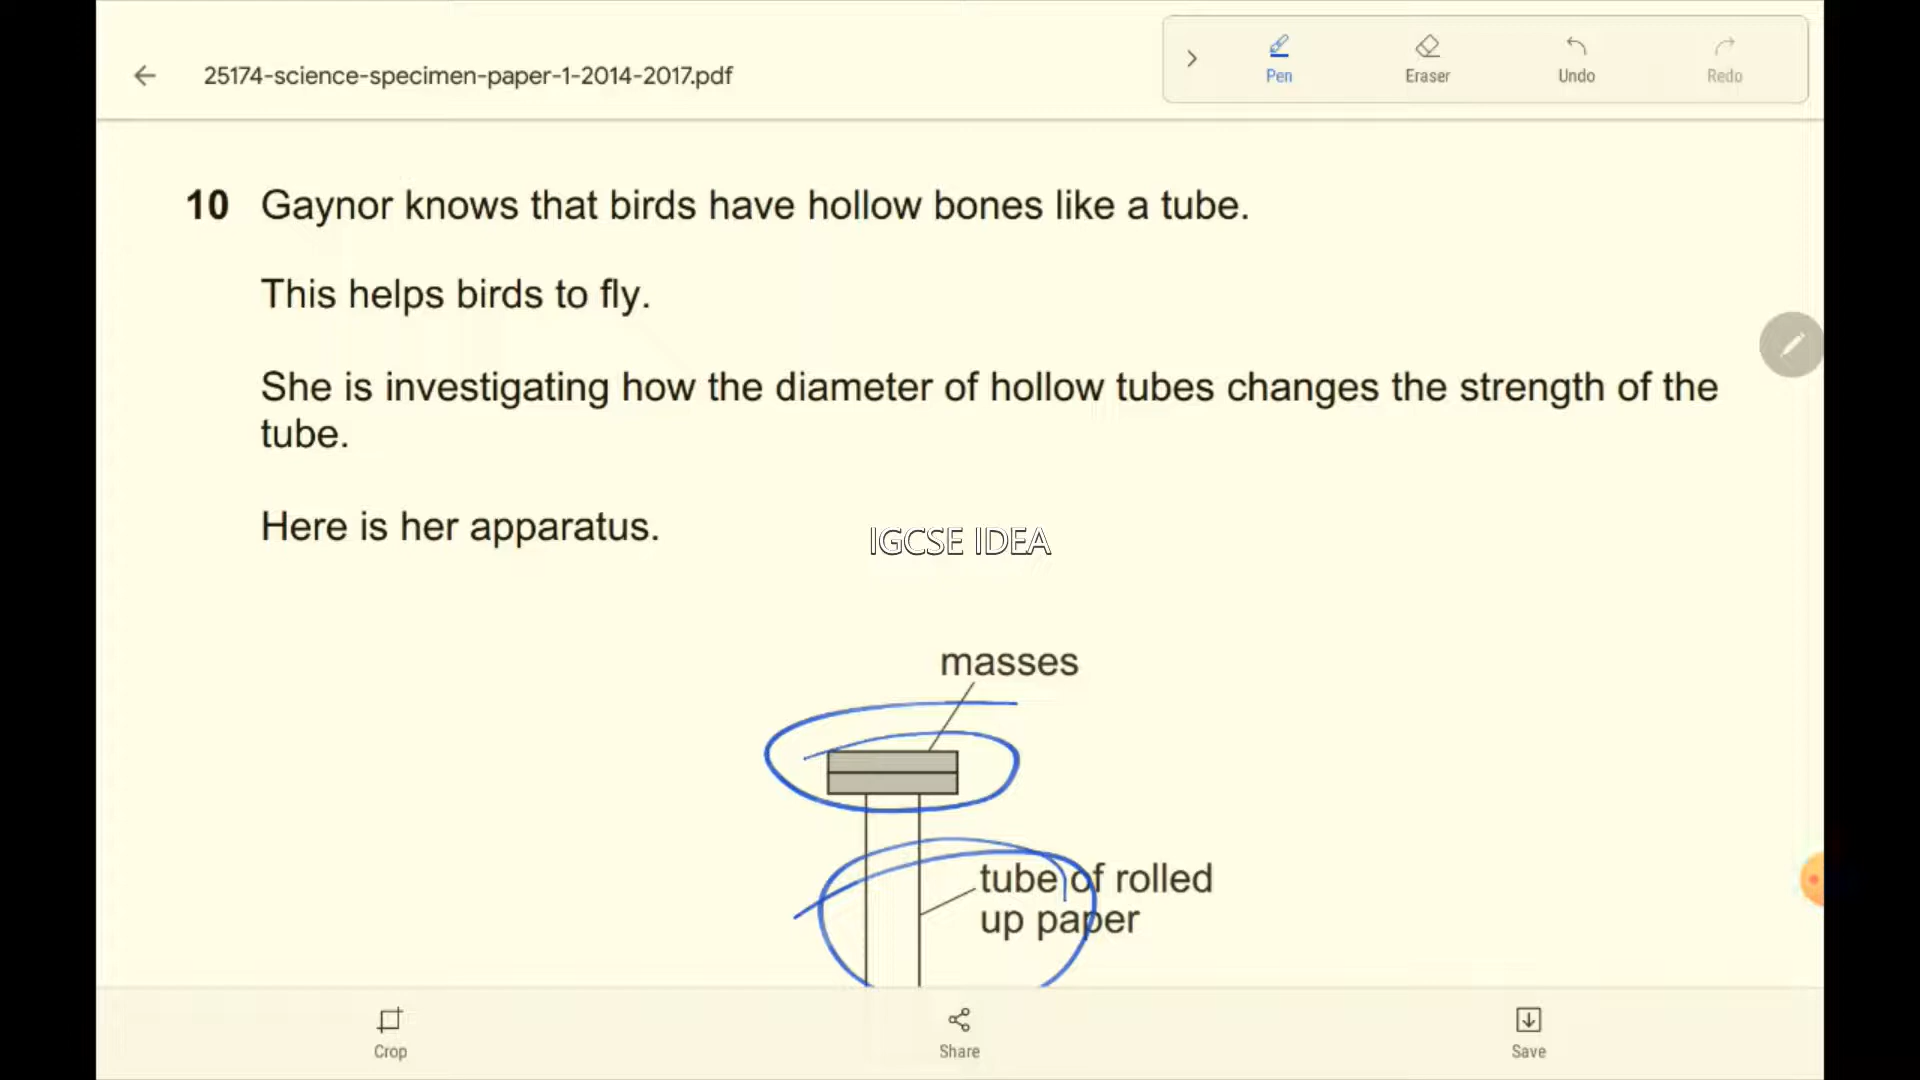 25174-science-specimen-paper-1-2014-2017.pdf
Pen
Eraser
Undo
Redo
10 Gaynor knows that birds have hollow bones like a tube.
This helps birds to fly.
She is investigating how the diameter of hollow tubes changes the strength of the
tube.
Here is her apparatus.
IGCSE IDEA
masses
tube of rolled
up paper
Crop
Share
Save